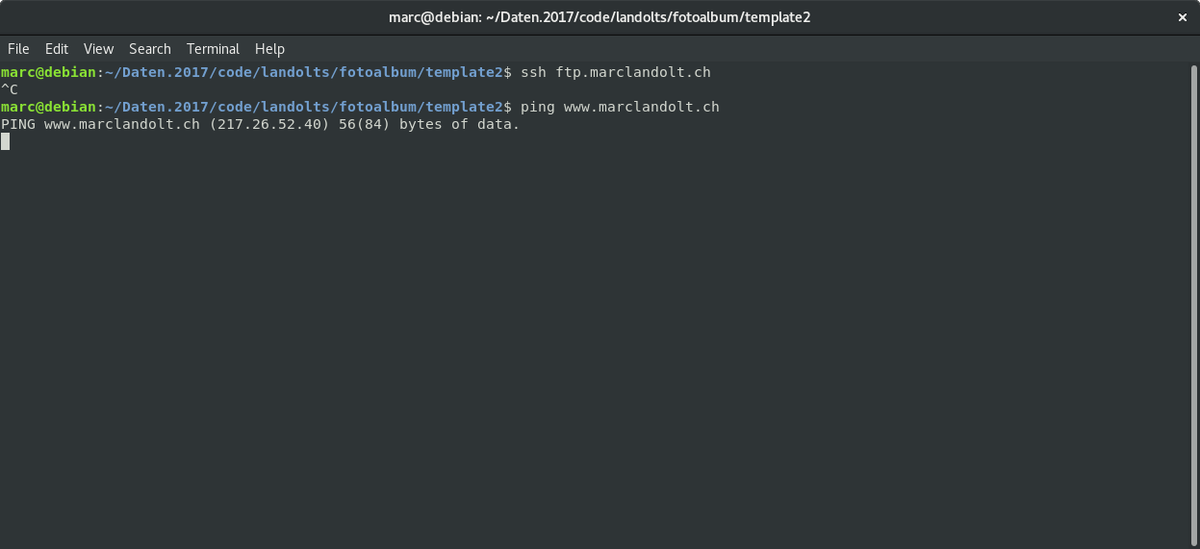 marc@debian: ~/Daten.2017/code/landolts/fotoalbum/template2 ×
File Edit View Search Terminal Help
marc@debian:~/Daten.2017/code/landolts/fotoalbum/template2$ ssh ftp.marclandolt.ch
^C
marc@debian:~/Daten.2017/code/landolts/fotoalbum/template2$ ping www.marclandolt.ch
PING www.marclandolt.ch (217.26.52.40) 56(84) bytes of data.